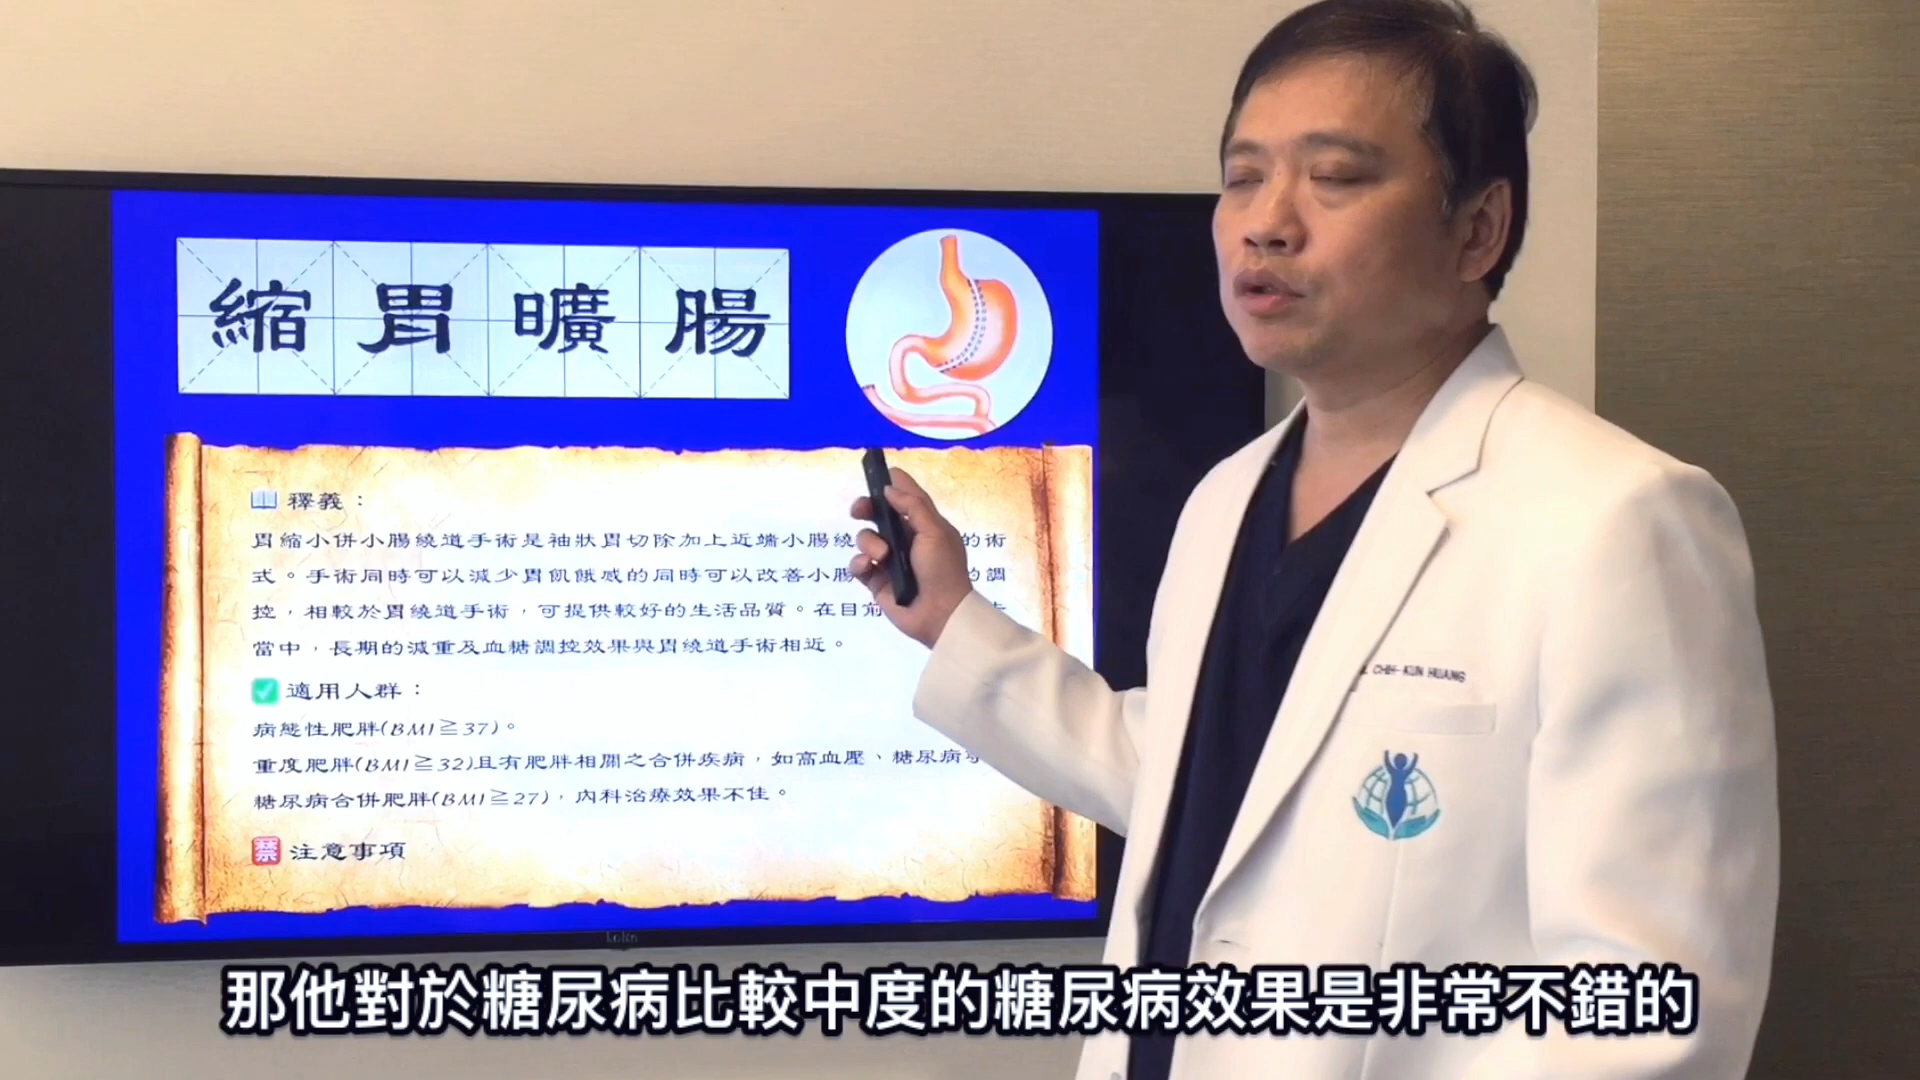 縮胃曠腸
釋義：
胃縮小併小腸繞道手術是袖狀胃切除加上近端小腸繞 的術
式。手術同時可以減少胃飢餓感的同時可以改善小腸 的調
控，相較於胃繞道手術，可提供較好的生活品質。在目前
當中，長期的減重及血糖調控效果與胃繞道手術相近。
✅ 適用人群：
病態性肥胖(BMI≧37)。
重度肥胖(BMI≧32)且有肥胖相關之合併疾病，如高血壓、糖尿病
糖尿病合併肥胖(BMI≧27)，內科治療效果不佳。
禁 注意事項
kolin
CHIH-KUN HUANG
那他對於糖尿病比較中度的糖尿病效果是非常不錯的